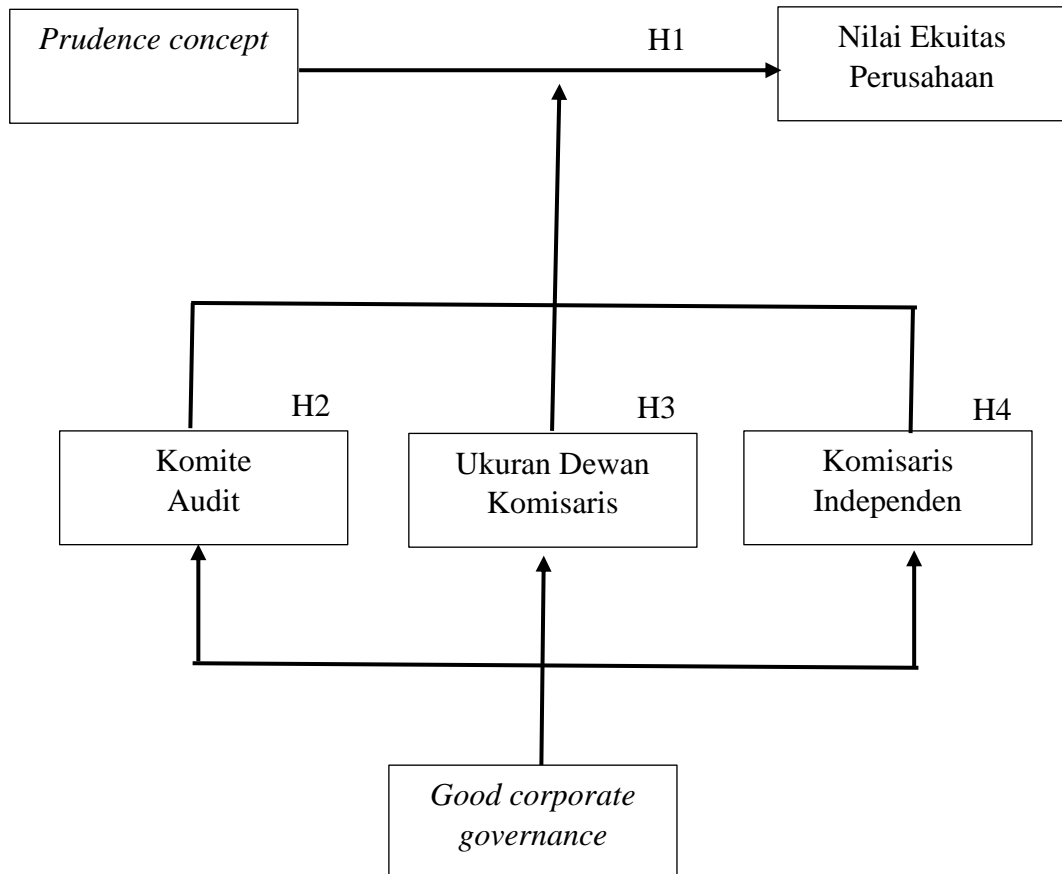 Prudence concept
H1
Nilai Ekuitas
Perusahaan
H2
H3
H4
Komite
Audit
Ukuran Dewan
Komisaris
Komisaris
Independen
Good corporate
governance